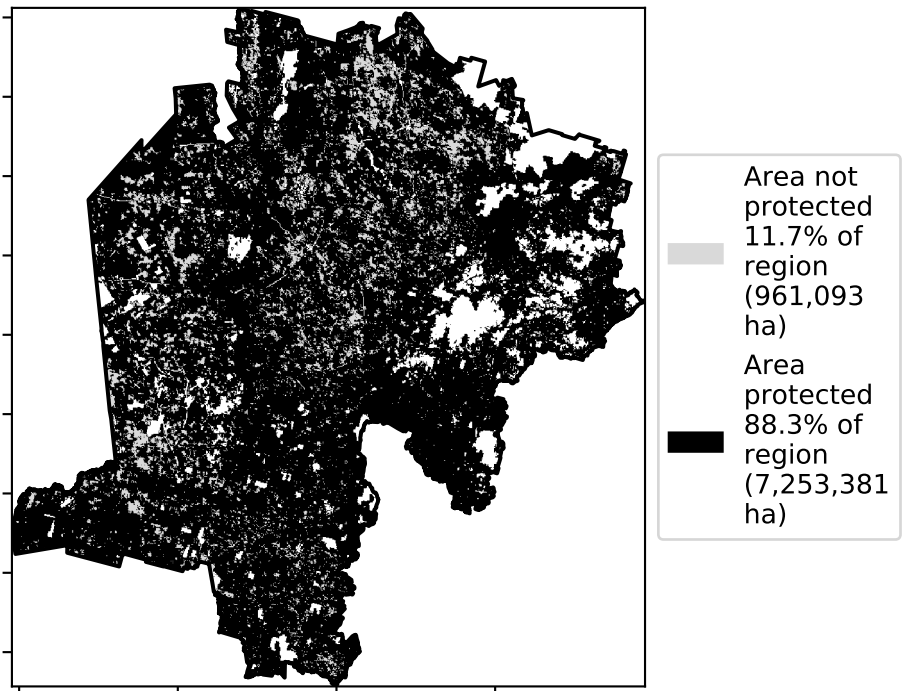 Area not
protected
11.7% of
region
(961,093
ha)
Area
protected
88.3% of
region
(7,253,381
ha)